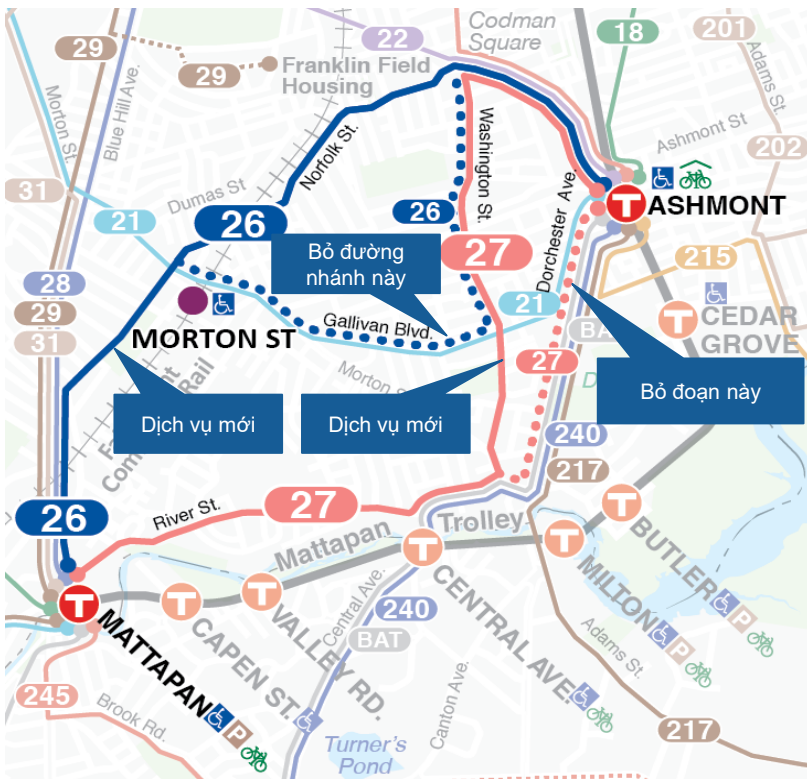 29
22
Codman
Square
18
201
Adams St.
29
Franklin Field
Housing
Morton St.
Blue Hill Ave.
Norfolk St.
Washington St.
Ashmont St
202
31
Dumas St
21
26
26
27
Dorchester Ave.
T ASHMONT
Bỏ đường
nhánh này
215
28
29
31
21
MORTON ST
Gallivan Blvd.
T CEDAR
GROVE
27
Dịch vụ mới
Dịch vụ mới
Bỏ đoạn này
240
217
26
River St.
27
Mattapan
Trolley
T
T
T
T
T
T
MATTAPAN
P
CAPEN ST.
VALLEY RD.
Central Ave.
240
BAT
CENTRAL AVE.
MILTON
P
BUTLER
P
Adams St.
245
Brook Rd.
Canton Ave.
217
Turner's
Pond